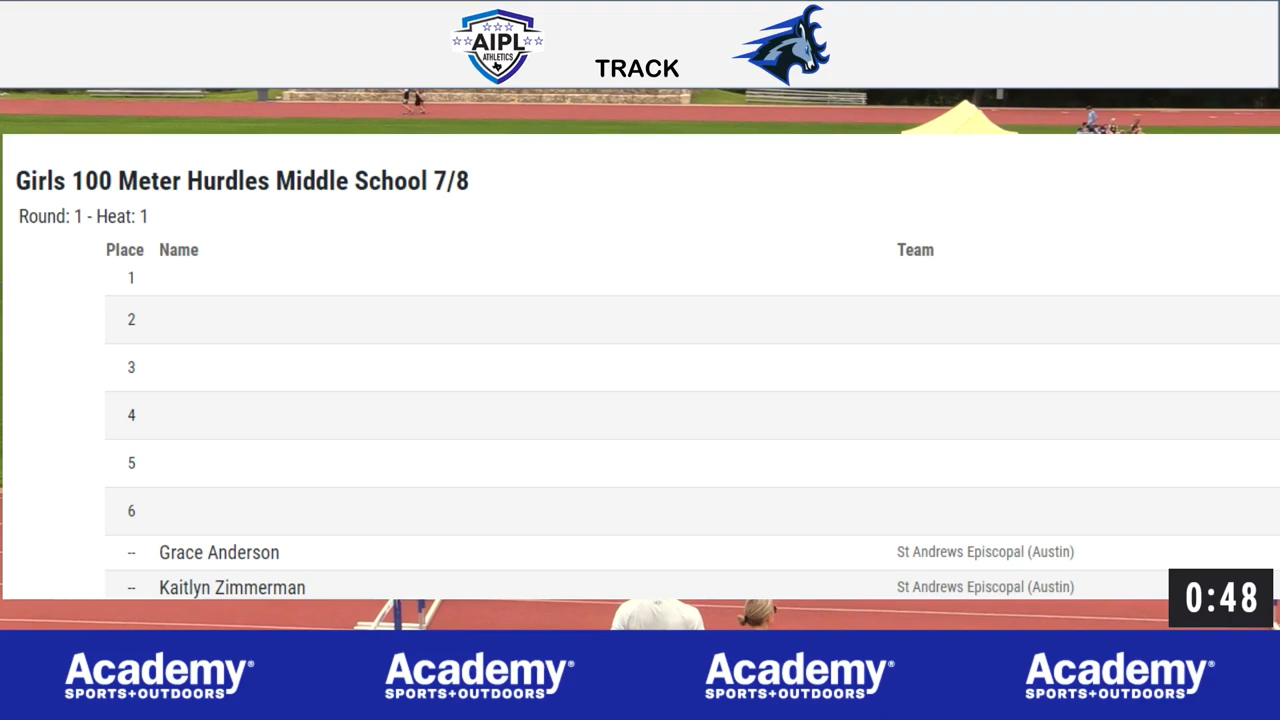 AIPL
ATHLETICS
TRACK
Girls 100 Meter Hurdles Middle School 7/8
Round: 1 - Heat: 1
Place Name Team
1
2
3
4
5
6
-- Grace Anderson St Andrews Episcopal (Austin)
-- Kaitlyn Zimmerman St Andrews Episcopal (Austin)
0:48
Academy® Academy® Academy® Academy®
SPORTS+OUTDOORS SPORTS+OUTDOORS SPORTS+OUTDOORS SPORTS+OUTDOORS